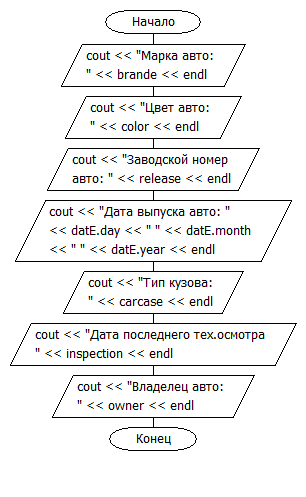 Начало
cout << "Марка авто:
" << brande << endl
cout << "Цвет авто:
" << color << endl
cout << "Заводской номер
авто: " << release << endl
cout << "Дата выпуска авто: "
<< datE.day << " " << datE.month
<< " " << datE.year << endl
cout << "Тип кузова:
" << carcase << endl
cout << "Дата последнего тех.осмотра
" << inspection << endl
cout << "Владелец авто:
" << owner << endl
Конец